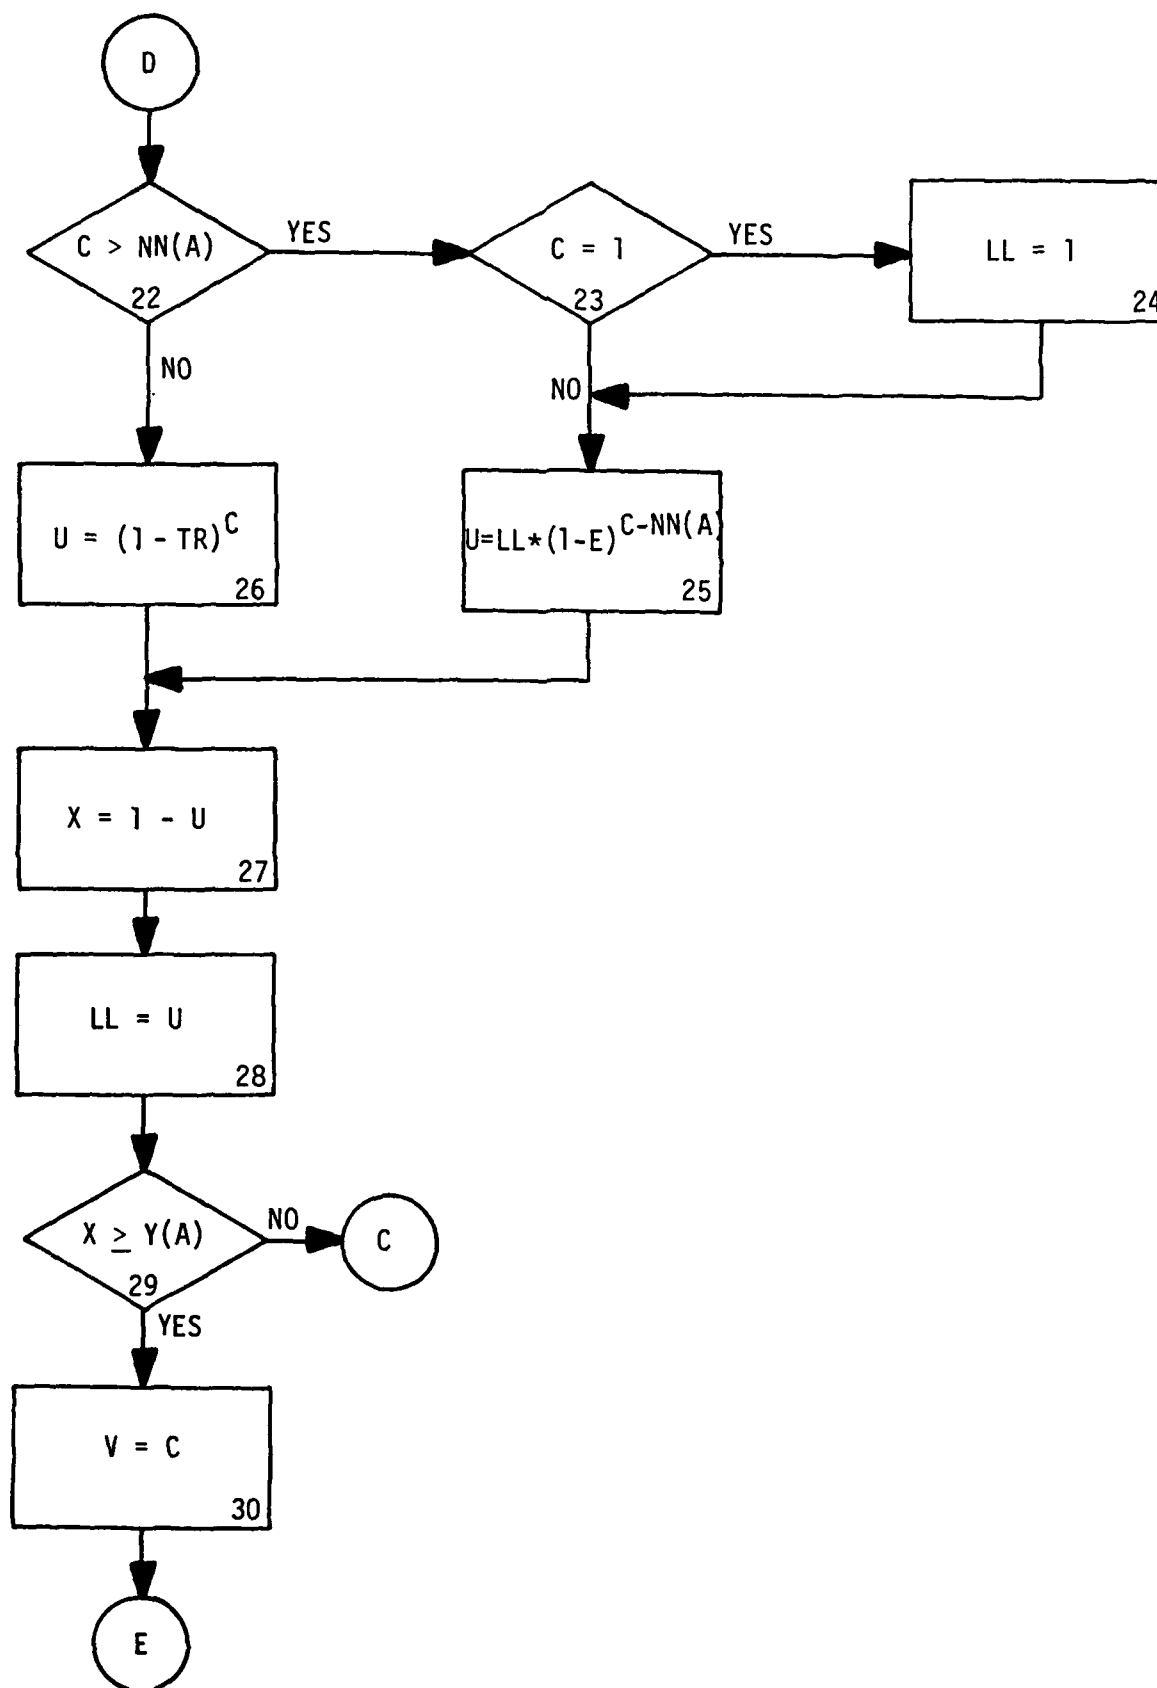 D
C > NN(A)
22
YES
C = 1
23
YES
LL = 1
24
NO
NO
U = (1 - TR)^C
26
U=LL*(1-E)^C-NN(A)
25
X = 1 - U
27
LL = U
28
X ≥ Y(A)
29
NO
C
YES
V = C
30
E